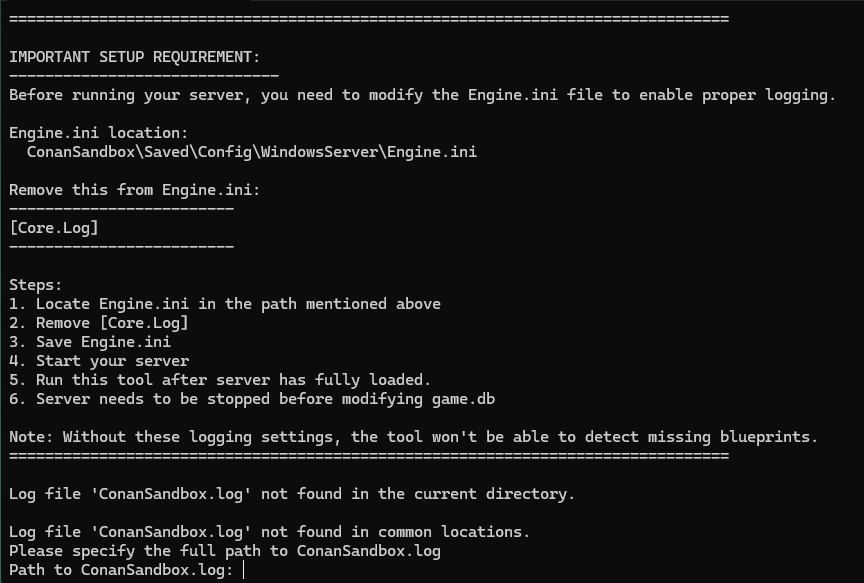 ================================================================================
IMPORTANT SETUP REQUIREMENT:
------------------------------
Before running your server, you need to modify the Engine.ini file to enable proper logging.
Engine.ini location:
  ConanSandbox\Saved\Config\WindowsServer\Engine.ini
Remove this from Engine.ini:
-------------------------
[Core.Log]
-------------------------
Steps:
1. Locate Engine.ini in the path mentioned above
2. Remove [Core.Log]
3. Save Engine.ini
4. Start your server
5. Run this tool after server has fully loaded.
6. Server needs to be stopped before modifying game.db
Note: Without these logging settings, the tool won't be able to detect missing blueprints.
================================================================================
Log file 'ConanSandbox.log' not found in the current directory.
Log file 'ConanSandbox.log' not found in common locations.
Please specify the full path to ConanSandbox.log
Path to ConanSandbox.log: